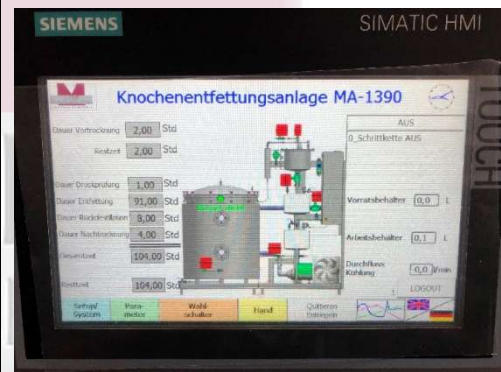 SIEMENS
SIMATIC HMI
TOUCH
Knochenentfettungsanlage MA-1390
Dauer Vortrocknung 2,00 Std
Restzeit 2,00 Std
Dauer Druckprüfung 1,00 Std
Dauer Entfettung 91,00 Std
Dauer Rückdestillation 8,00 Std
Dauer Nachtrocknung 4,00 Std
Gesamtzeit 104,00 Std
Restzeit 104,00 Std
AUS
0_Schrittkette AUS
Vorratsbehälter 0,0 L
Arbeitsbehälter 0,1 L
Durchfluss
Kühlung 0,0 l/min
LOGOUT
Setup/
System
Para-
meter
Wahl-
schalter
Hand
Quittieren
Entriegeln